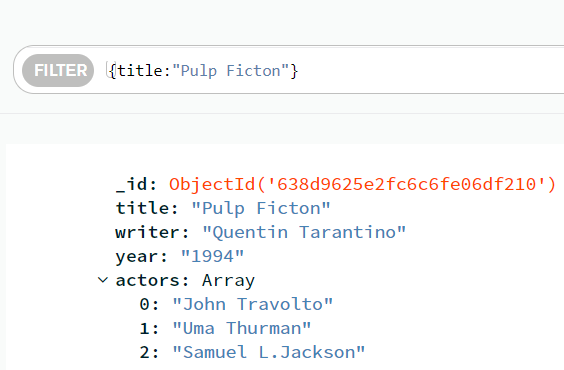 FILTER {title:"Pulp Ficton"}
_id: ObjectId('638d9625e2fc6c6fe06df210')
title: "Pulp Ficton"
writer: "Quentin Tarantino"
year: "1994"
actors: Array
0: "John Travolto"
1: "Uma Thurman"
2: "Samuel L.Jackson"